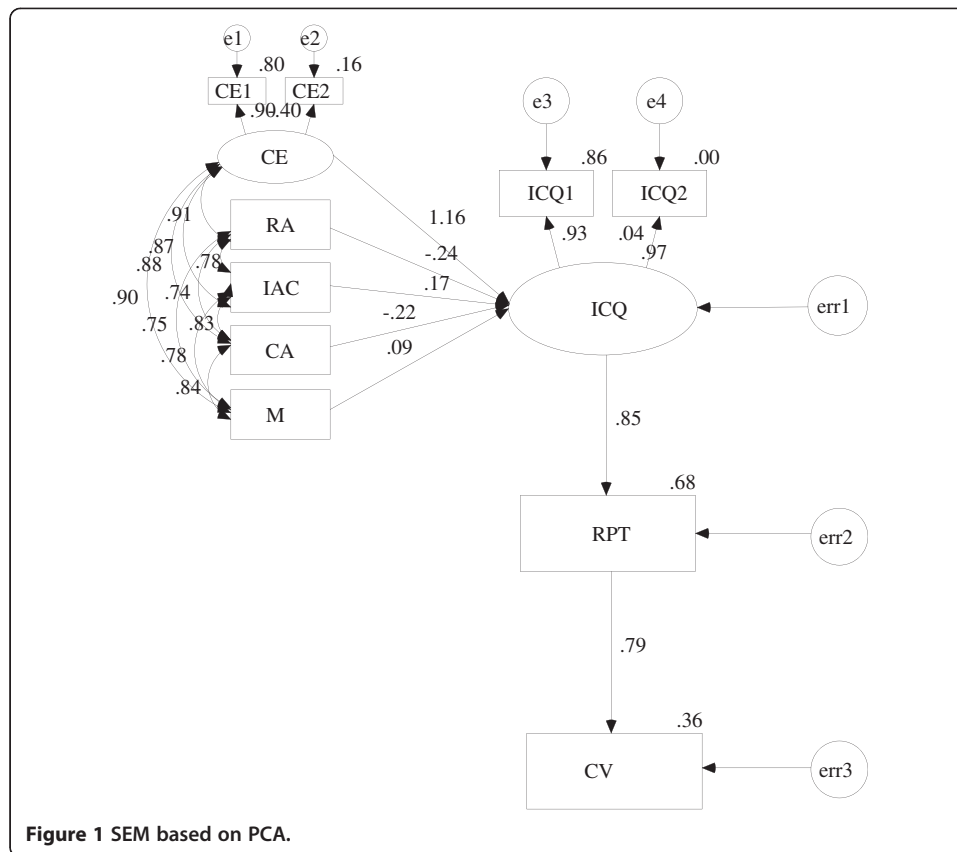 e1 e2
.80 .16
CE1 CE2
.90 -.40
CE
e3 e4
.86 .00
ICQ1 ICQ2
.93 .04
.97
1.16
-.24
.17
-.22
.09
RA
IAC
CA
M
.91
.87
.88
.90
.78
.74
.75
.83
.78
.84
ICQ
err1
.85
.68
RPT
err2
.79
.36
CV
err3
Figure 1 SEM based on PCA.